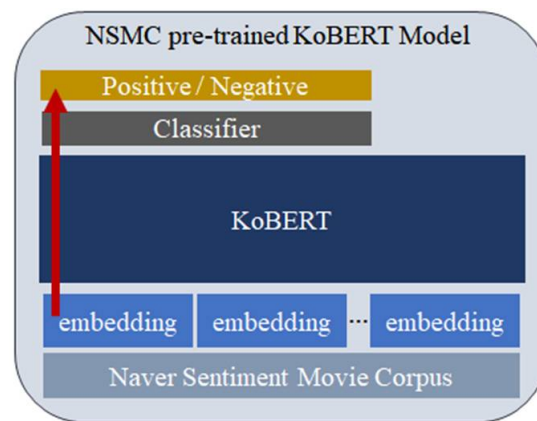 NSMC pre-trained KoBERT Model
Positive / Negative
Classifier
KoBERT
embedding embedding ... embedding
Naver Sentiment Movie Corpus